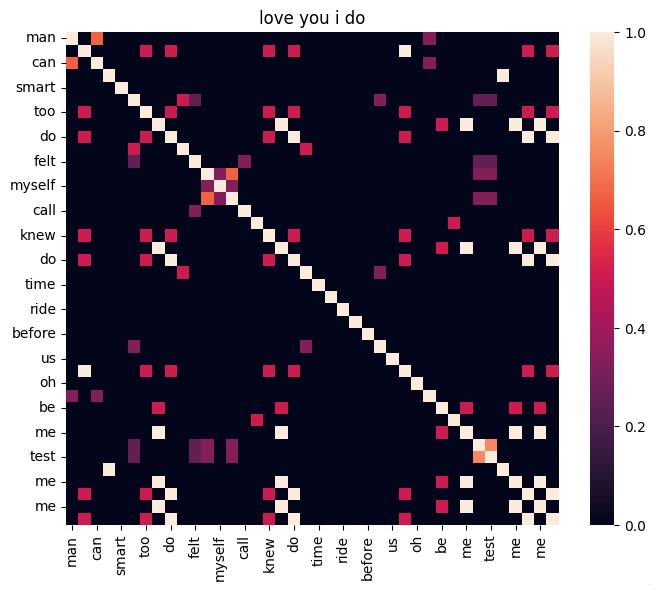 love you i do
man
can
smart
too
do
felt
myself
call
knew
do
time
ride
before
us
oh
be
me
test
me
me
1.0
0.8
0.6
0.4
0.2
0.0
man
can
smart
too
do
felt
myself
call
knew
do
time
ride
before
us
oh
be
me
test
me
me